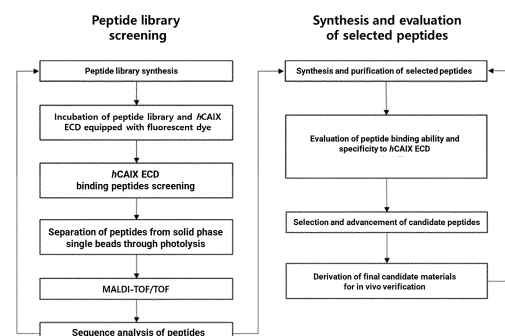 Peptide library
screening
Peptide library synthesis
Incubation of peptide library and hCAIX
ECD equipped with fluorescent dye
hCAIX ECD
binding peptides screening
Separation of peptides from solid phase
single beads through photolysis
MALDI-TOF/TOF
Sequence analysis of peptides
Synthesis and evaluation
of selected peptides
Synthesis and purification of selected peptides
Evaluation of peptide binding ability and
specificity to hCAIX ECD
Selection and advancement of candidate peptides
Derivation of final candidate materials
for in vivo verification